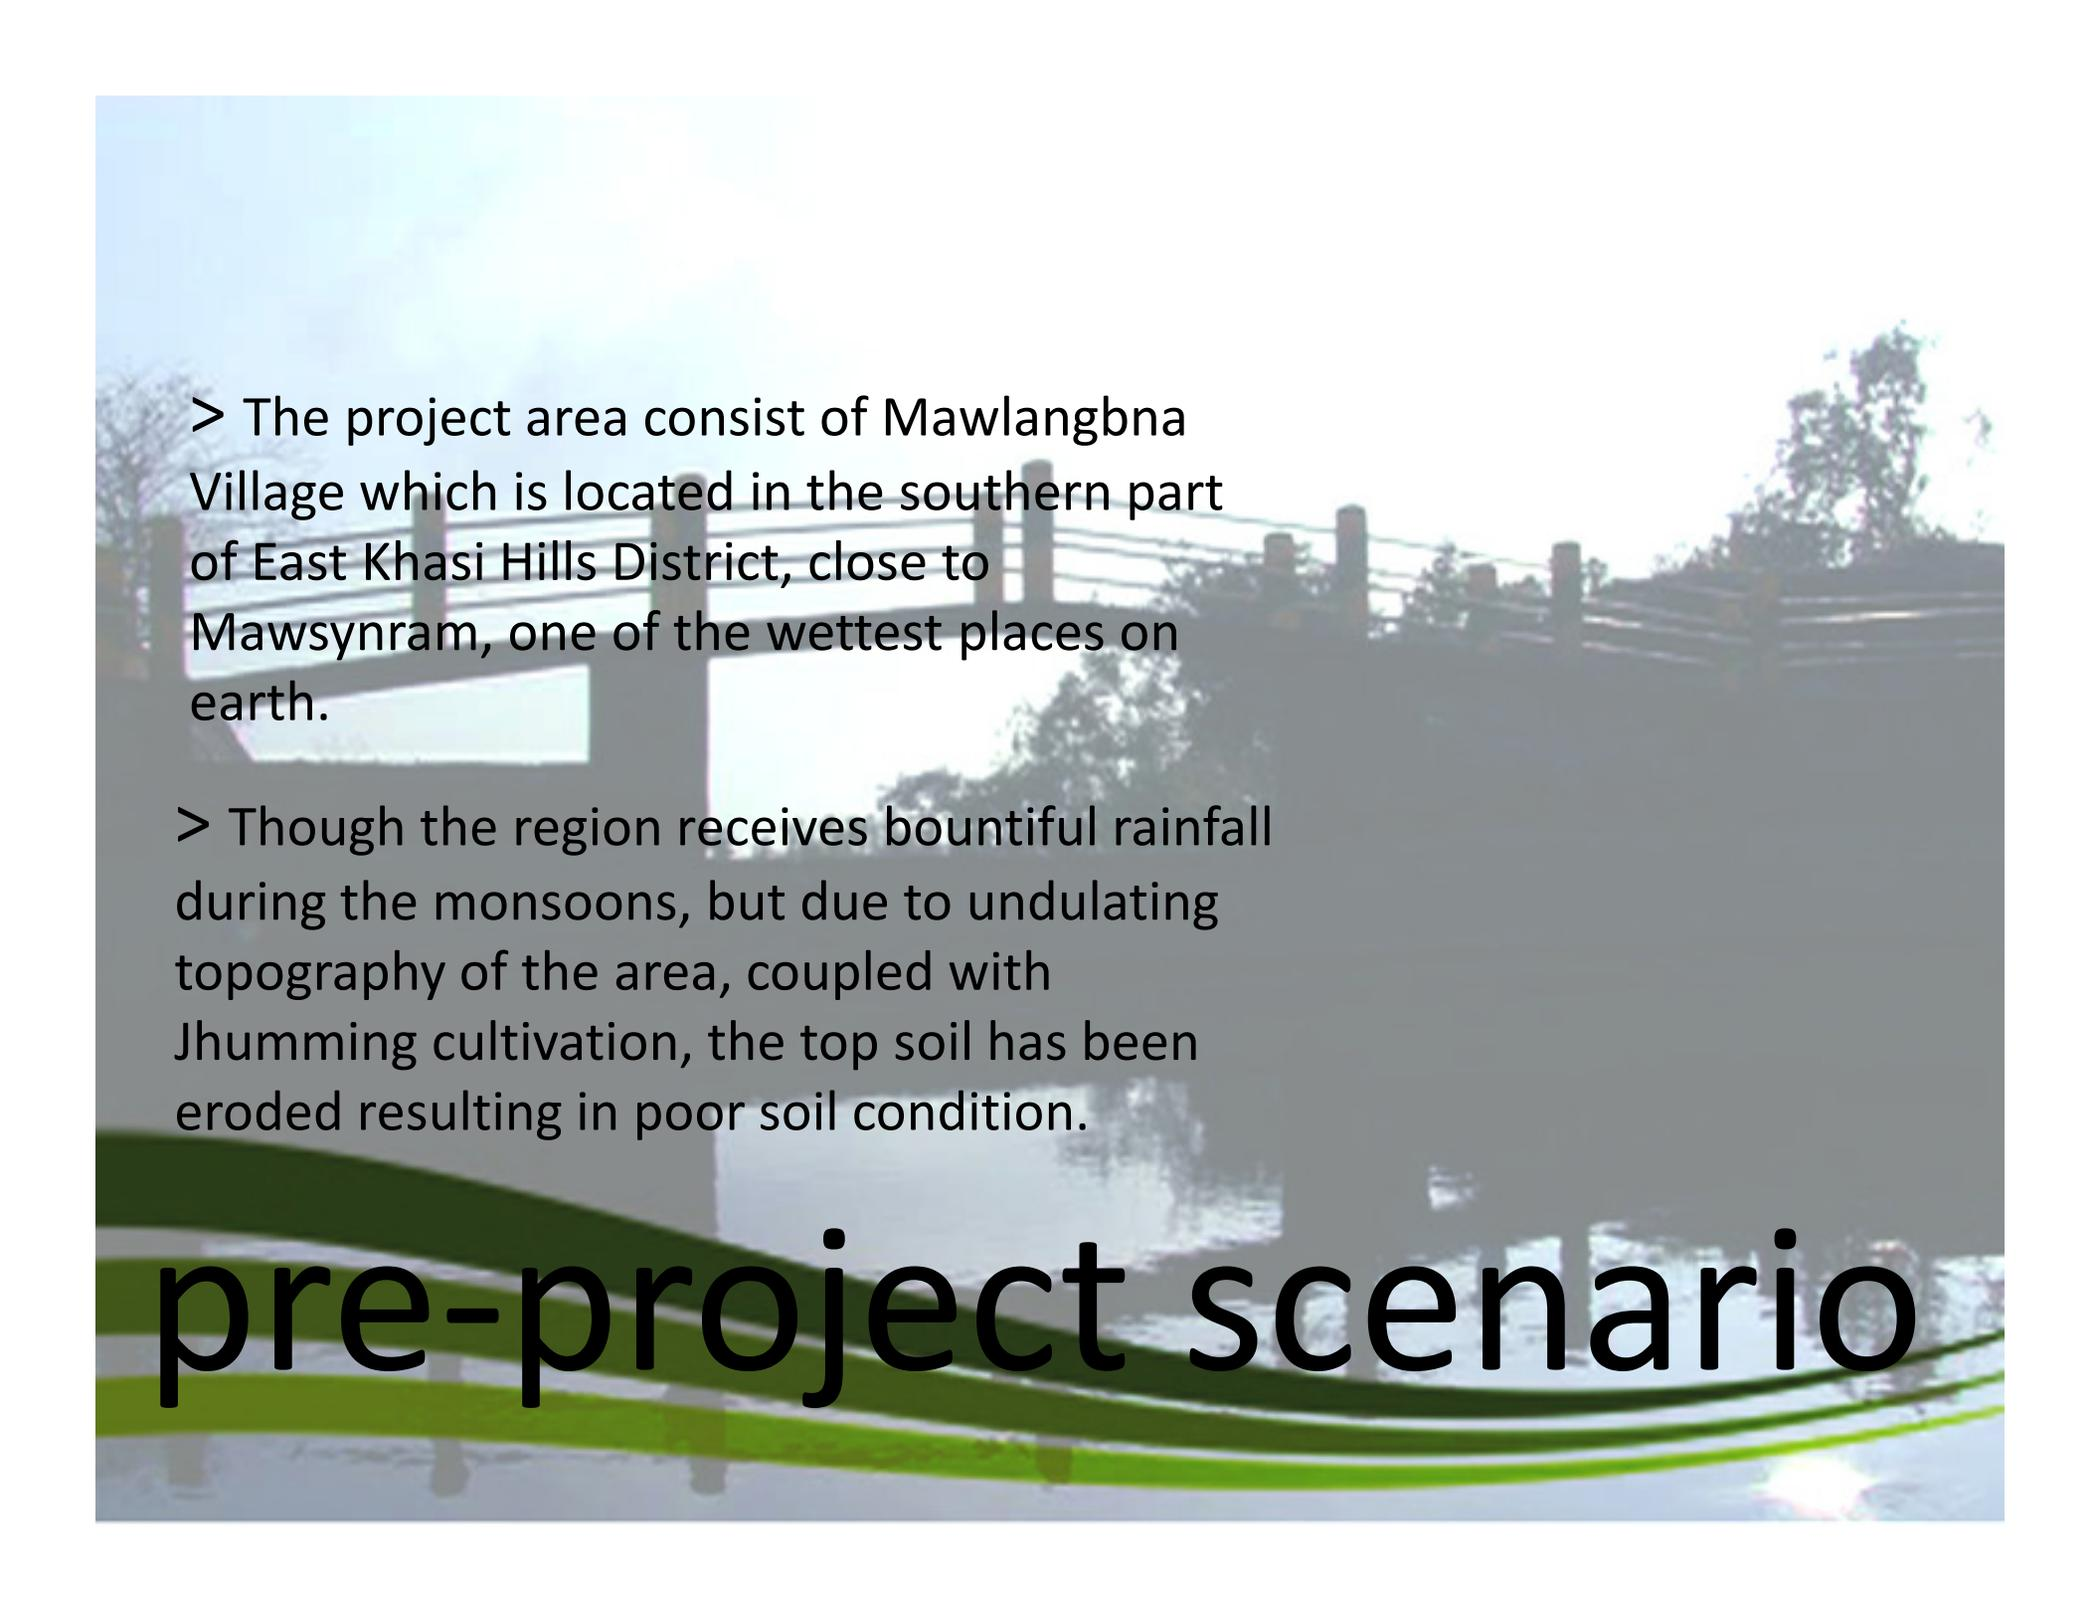 > The project area consist of Mawlangbna
Village which is located in the southern part
of East Khasi Hills District, close to
Mawsynram, one of the wettest places on
earth.
> Though the region receives bountiful rainfall
during the monsoons, but due to undulating
topography of the area, coupled with
Jhumming cultivation, the top soil has been
eroded resulting in poor soil condition.
pre-project scenario